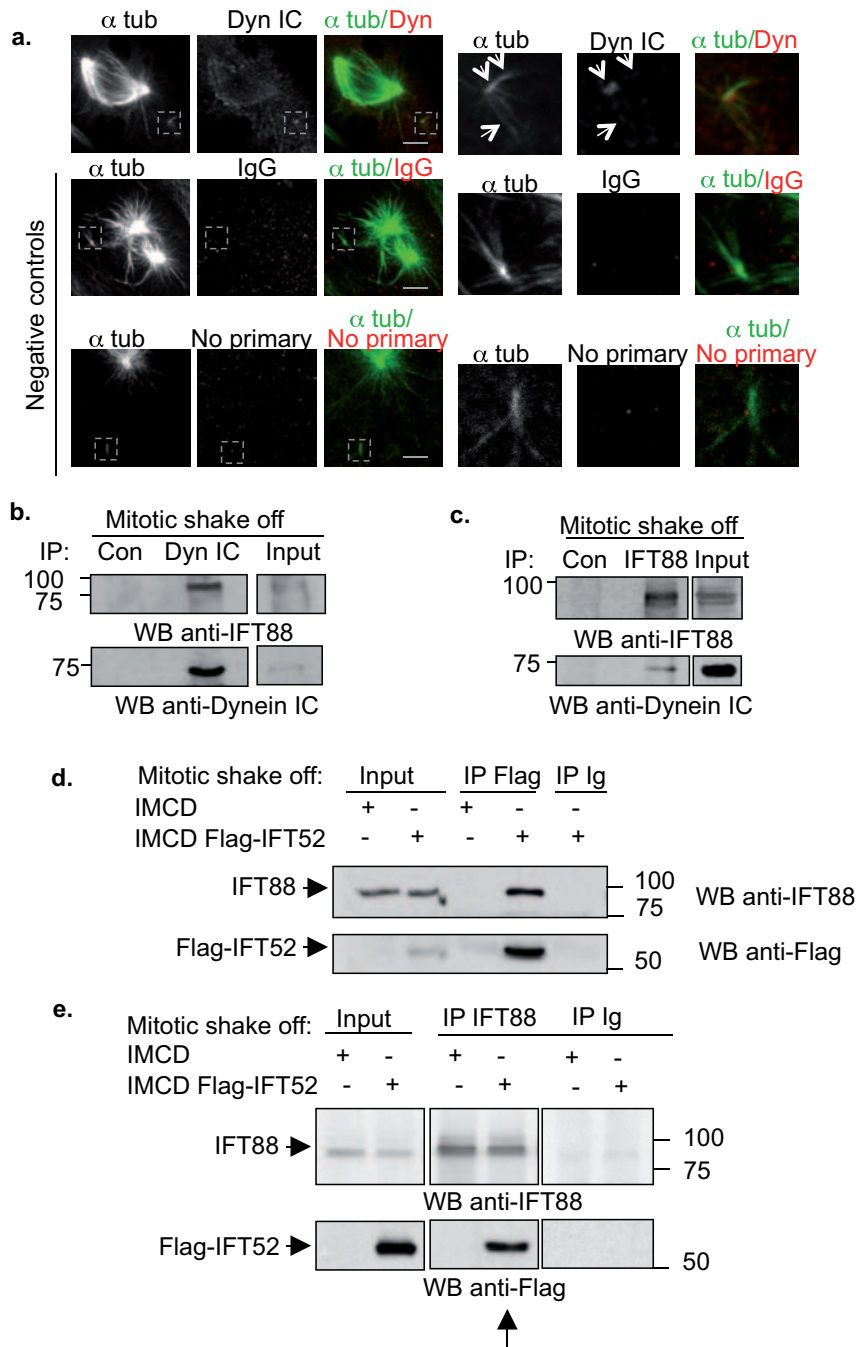 a.
α tub Dyn IC α tub/Dyn α tub Dyn IC α tub/Dyn
α tub IgG α tub/IgG α tub IgG α tub/IgG
Negative controls
α tub No primary α tub/
No primary α tub No primary α tub/
No primary
b.
Mitotic shake off
IP: Con Dyn IC Input
100
75
WB anti-IFT88
75
WB anti-Dynein IC
c.
Mitotic shake off
IP: Con IFT88 Input
100
WB anti-IFT88
75
WB anti-Dynein IC
d.
Mitotic shake off: Input IP Flag IP Ig
IMCD + - + - -
IMCD Flag-IFT52 - + - + +
IFT88 100
75 WB anti-IFT88
Flag-IFT52 50 WB anti-Flag
e.
Mitotic shake off: Input IP IFT88 IP Ig
IMCD + - + - + -
IMCD Flag-IFT52 - + - + - +
IFT88 100
75
WB anti-IFT88
Flag-IFT52 50
WB anti-Flag